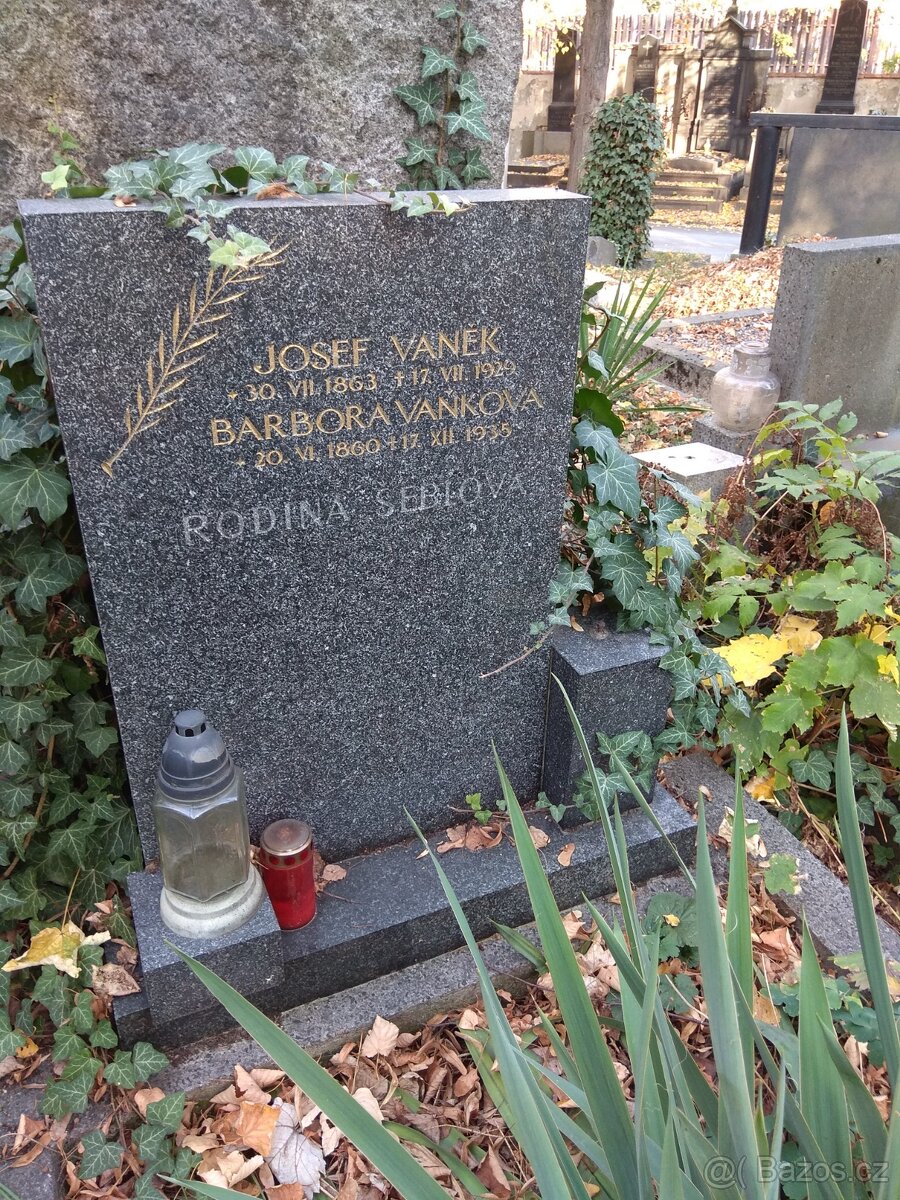 JOSEF VANĚK
* 30. VII. 1863 † 17. VII. 1929
BARBORA VAŇKOVÁ
* 20. VI. 1860 † 17. XII. 1935
RODINA ŠEBLOVA
@ Bazos.cz